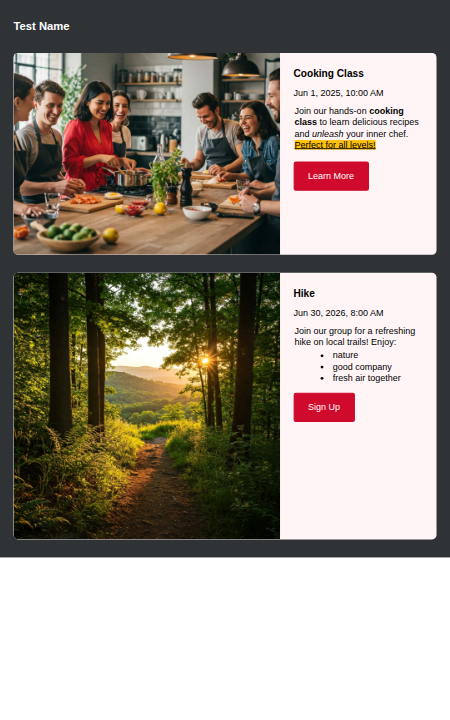 Test Name
Cooking Class
Jun 1, 2025, 10:00 AM
Join our hands-on cooking
class to learn delicious recipes
and unleash your inner chef.
Perfect for all levels!
Learn More
Hike
Jun 30, 2026, 8:00 AM
Join our group for a refreshing
hike on local trails! Enjoy:
• nature
• good company
• fresh air together
Sign Up